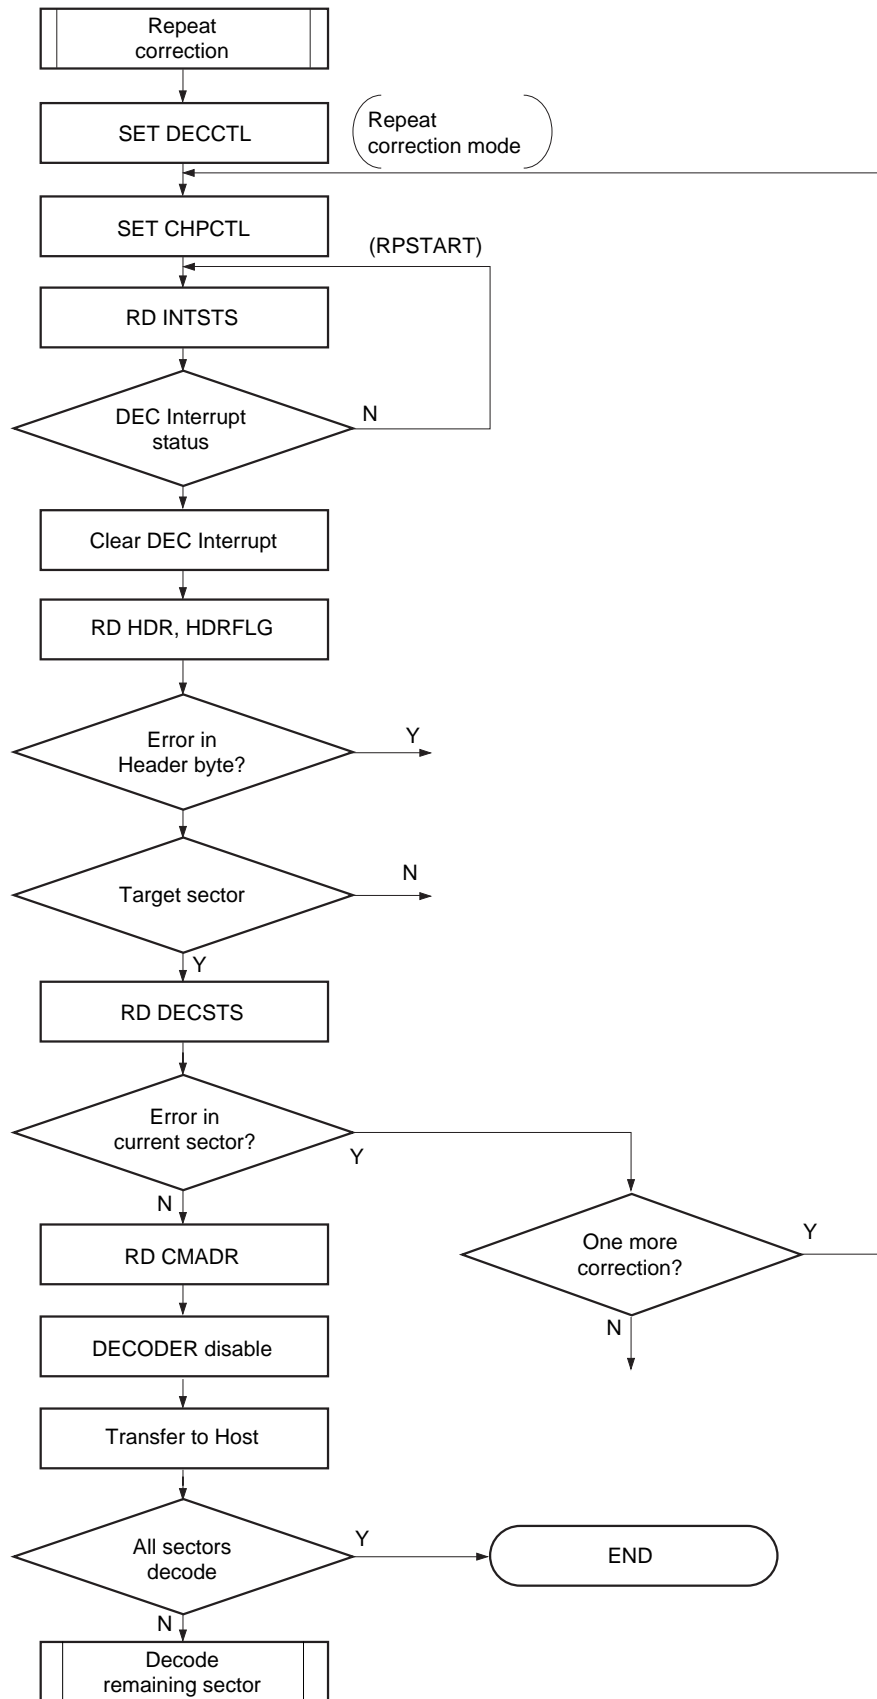 Repeat
correction
SET DECCTL
Repeat
correction mode
SET CHPCTL
(RPSTART)
RD INTSTS
DEC Interrupt
status
N
Clear DEC Interrupt
RD HDR, HDRFLG
Error in
Header byte?
Y
Target sector
N
Y
RD DECSTS
Error in
current sector?
Y
N
One more
correction?
Y
N
RD CMADR
DECODER disable
Transfer to Host
All sectors
decode
Y
END
N
Decode
remaining sector